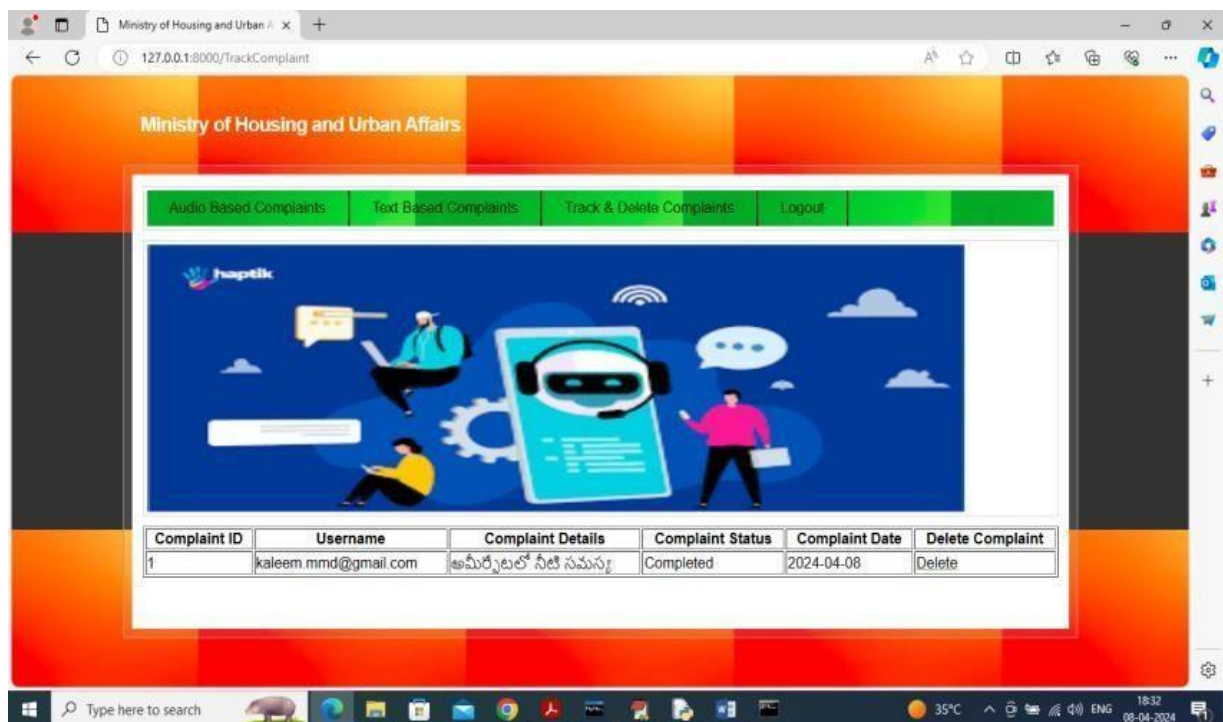 Ministry of Housing and Urban A
127.0.0.1:8000/TrackComplaint
Ministry of Housing and Urban Affairs
Audio Based Complaints Text Based Complaints Track & Delete Complaints Logout
haptik
Complaint ID Username Complaint Details Complaint Status Complaint Date Delete Complaint
1 kaleem.mmd@gmail.com అమీర్పేటలో నీటి సమస్య Completed 2024-04-08 Delete
Type here to search 35°C ENG 18:32
08-04-2024